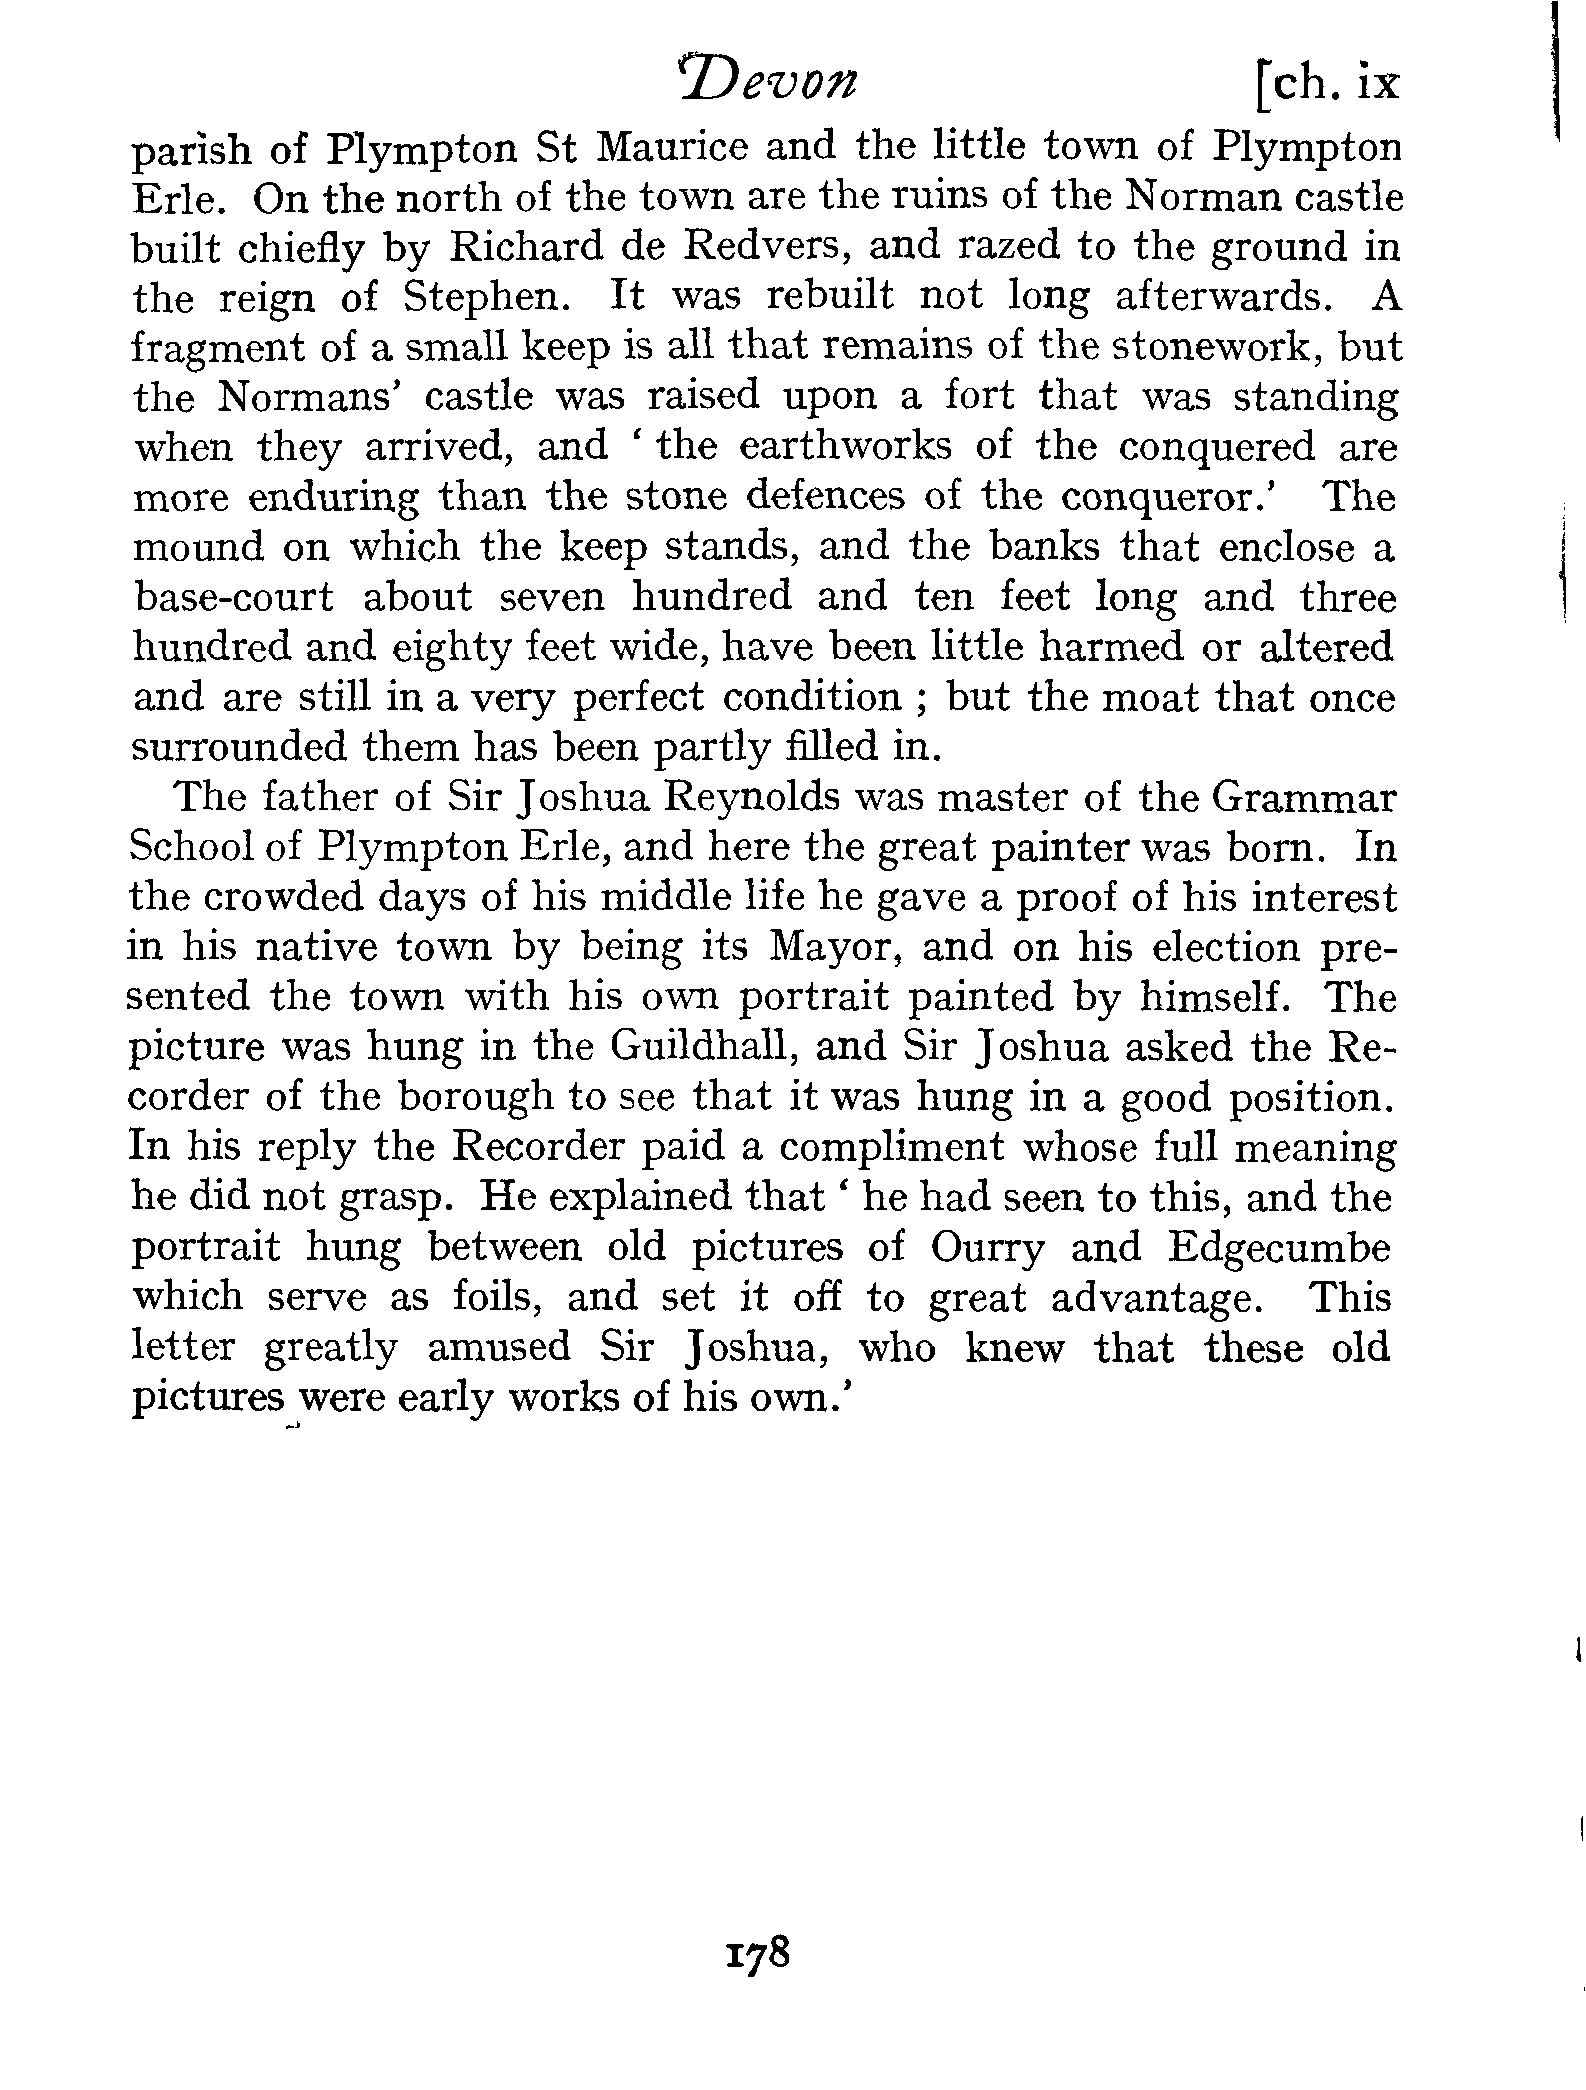 Devon [ch. ix
parish of Plympton St Maurice and the little town of Plympton
Erle. On the north of the town are the ruins of the Norman castle
built chiefly by Richard de Redvers, and razed to the ground in
the reign of Stephen. It was rebuilt not long afterwards. A
fragment of a small keep is all that remains of the stonework, but
the Normans' castle was raised upon a fort that was standing
when they arrived, and ‘ the earthworks of the conquered are
more enduring than the stone defences of the conqueror.’ The
mound on which the keep stands, and the banks that enclose a
base-court about seven hundred and ten feet long and three
hundred and eighty feet wide, have been little harmed or altered
and are still in a very perfect condition ; but the moat that once
surrounded them has been partly filled in.
The father of Sir Joshua Reynolds was master of the Grammar
School of Plympton Erle, and here the great painter was born. In
the crowded days of his middle life he gave a proof of his interest
in his native town by being its Mayor, and on his election pre-
sented the town with his own portrait painted by himself. The
picture was hung in the Guildhall, and Sir Joshua asked the Re-
corder of the borough to see that it was hung in a good position.
In his reply the Recorder paid a compliment whose full meaning
he did not grasp. He explained that ‘ he had seen to this, and the
portrait hung between old pictures of Ourry and Edgecumbe
which serve as foils, and set it off to great advantage. This
letter greatly amused Sir Joshua, who knew that these old
pictures were early works of his own.’
178